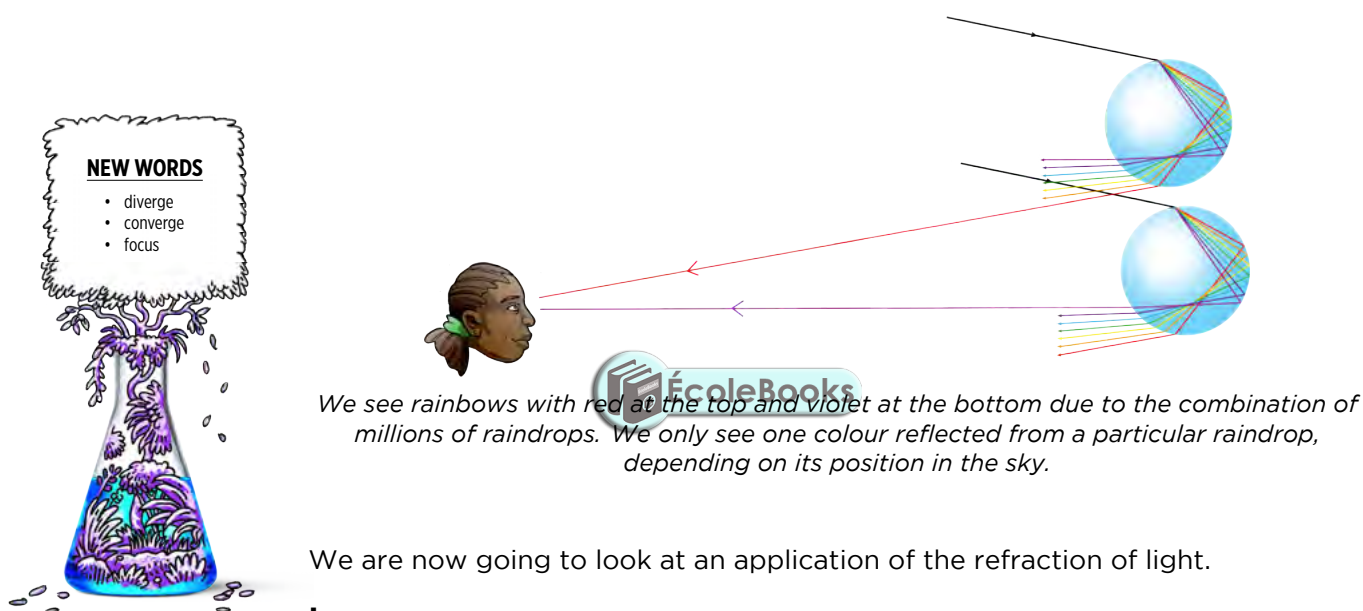 NEW WORDS
• diverge
• converge
• focus
ÉcoleBooks
We see rainbows with red at the top and violet at the bottom due to the combination of
millions of raindrops. We only see one colour reflected from a particular raindrop,
depending on its position in the sky.
We are now going to look at an application of the refraction of light.